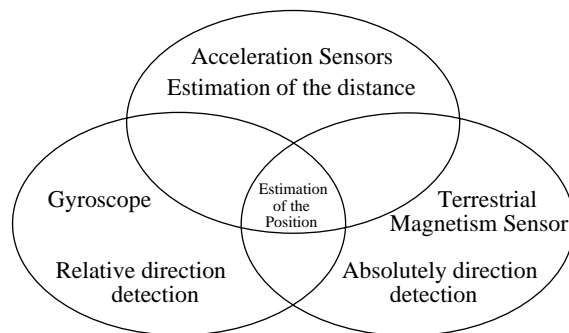 Acceleration Sensors
Estimation of the distance
Gyroscope
Estimation
of the
Position
Terrestrial
Magnetism Sensor
Relative direction
detection
Absolutely direction
detection